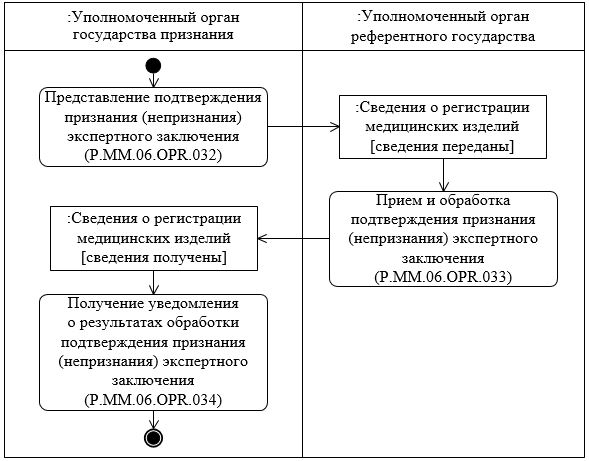 :Уполномоченный орган
государства признания
:Уполномоченный орган
референтного государства
Представление подтверждения
признания (непризнания)
экспертного заключения
(P.MM.06.OPR.032)
:Сведения о регистрации
медицинских изделий
[сведения переданы]
Прием и обработка
подтверждения признания
(непризнания) экспертного
заключения
(P.MM.06.OPR.033)
:Сведения о регистрации
медицинских изделий
[сведения получены]
Получение уведомления
о результатах обработки
подтверждения признания
(непризнания) экспертного
заключения
(P.MM.06.OPR.034)